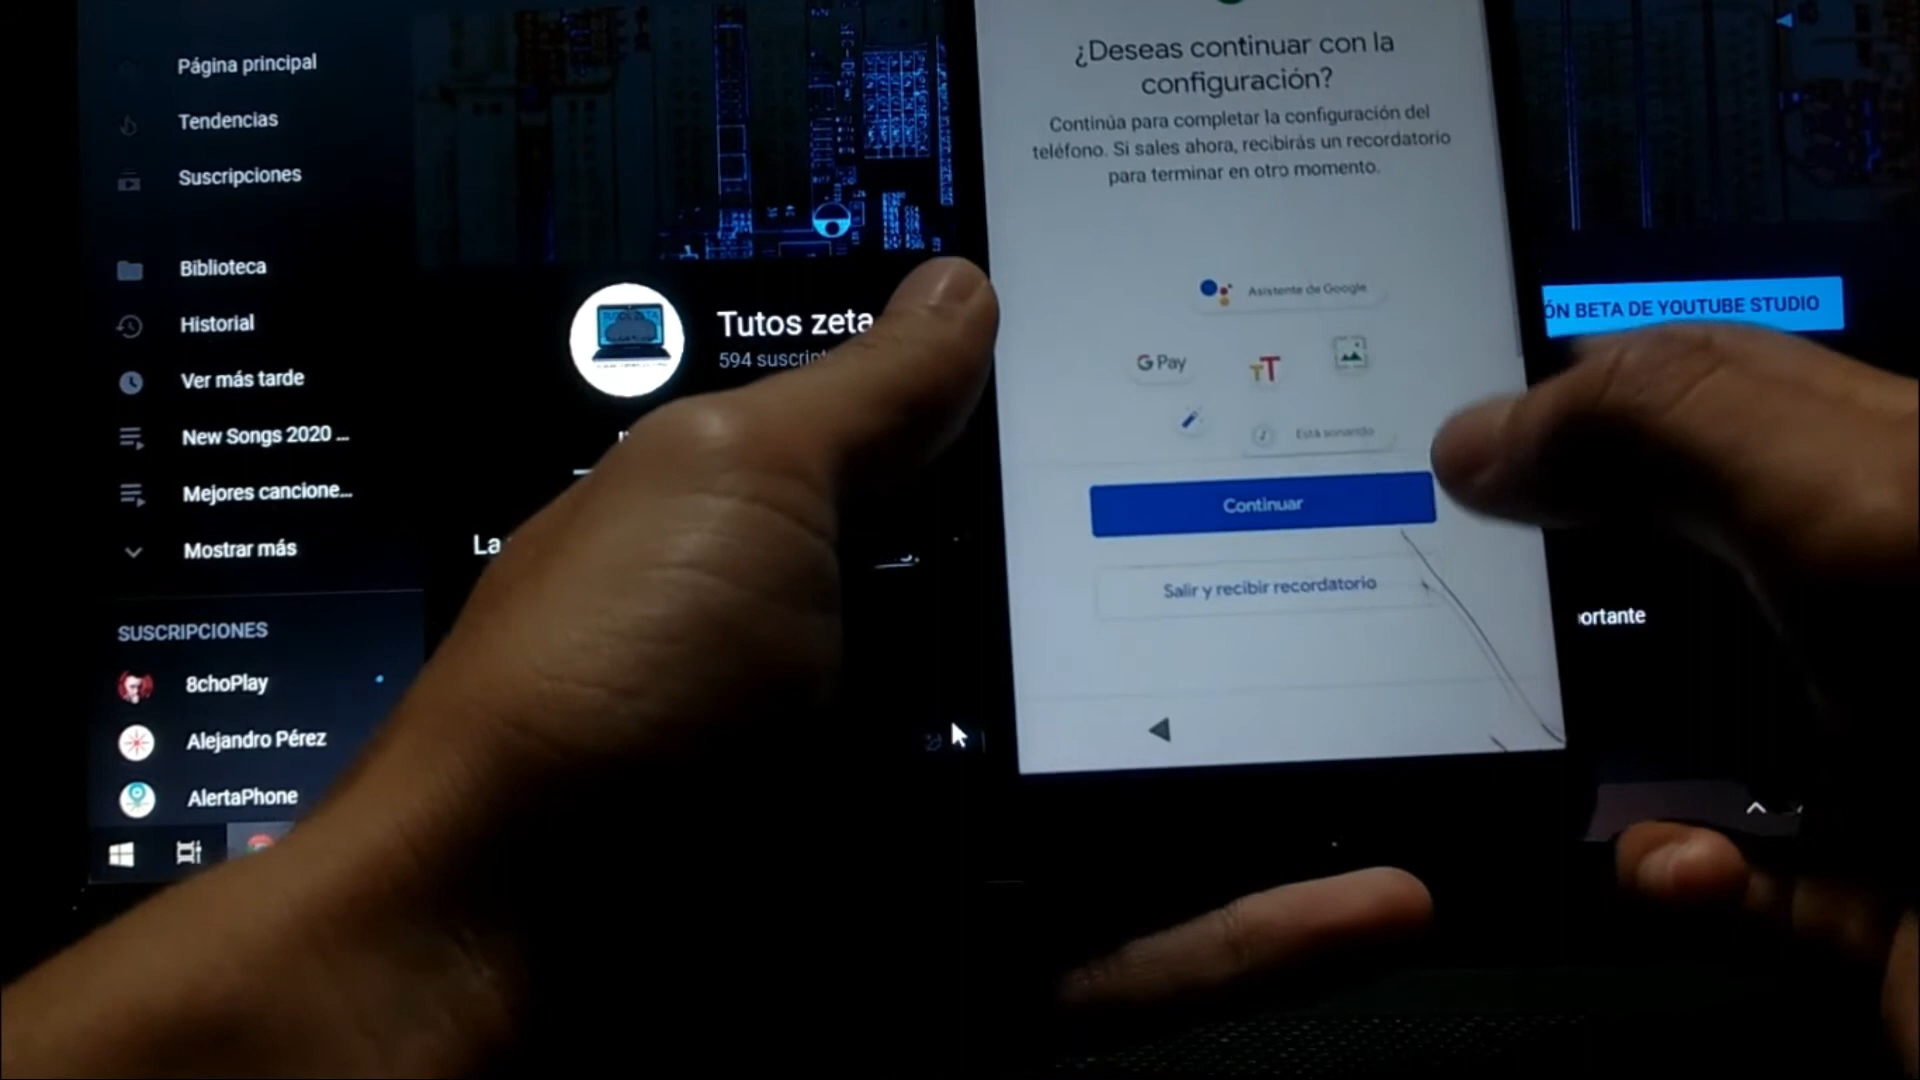 Página principal
Tendencias
Suscripciones
Biblioteca
Historial
Ver más tarde
New Songs 2020 ...
Mejores cancione...
Mostrar más
SUSCRIPCIONES
8choPlay
Alejandro Pérez
AlertaPhone
Tutos zeta
594
La
¿Deseas continuar con la
configuración?
Continúa para completar la configuración del
teléfono. Si sales ahora, recibirás un recordatorio
para terminar en otro momento.
Asistente de Google
G Pay
TT
Está sonando
Continuar
Salir y recibir recordatorio
ÓN BETA DE YOUTUBE STUDIO
ortante